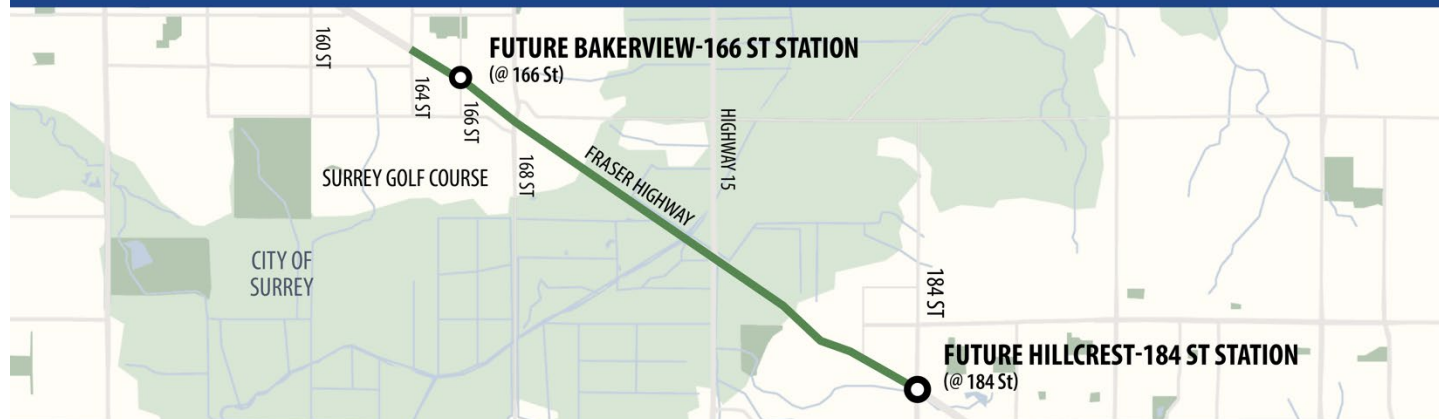 160 ST
FUTURE BAKERVIEW-166 ST STATION
(@ 166 St)
164 ST
166 ST
HIGHWAY 15
SURREY GOLF COURSE
168 ST
FRASER HIGHWAY
CITY OF
SURREY
184 ST
FUTURE HILLCREST-184 ST STATION
(@ 184 St)